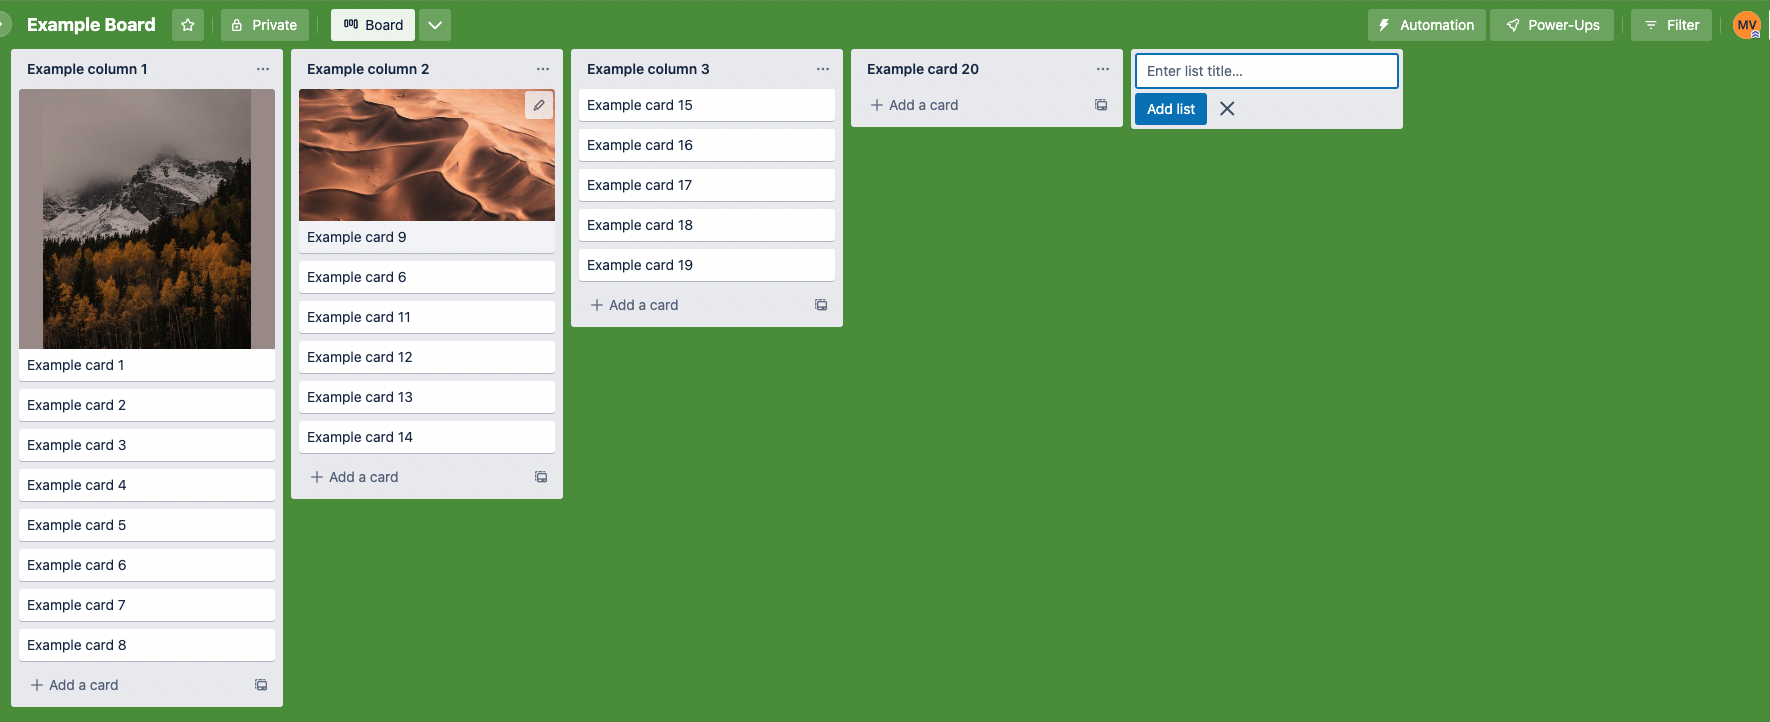 Example Board
Private
Board
Automation
Power-Ups
Filter
MV
Example column 1
Example card 1
Example card 2
Example card 3
Example card 4
Example card 5
Example card 6
Example card 7
Example card 8
Add a card
Example column 2
Example card 9
Example card 6
Example card 11
Example card 12
Example card 13
Example card 14
Add a card
Example column 3
Example card 15
Example card 16
Example card 17
Example card 18
Example card 19
Add a card
Example card 20
Add a card
Enter list title...
Add list